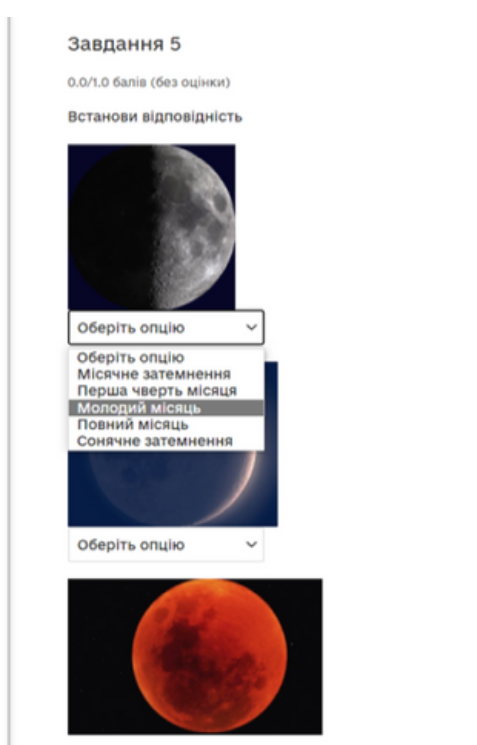 Завдання 5
0.0/1.0 балів (без оцінки)
Встанови відповідність
Оберіть опцію
Оберіть опцію
Місячне затемнення
Перша чверть місяця
Молодий місяць
Повний місяць
Сонячне затемнення
Оберіть опцію